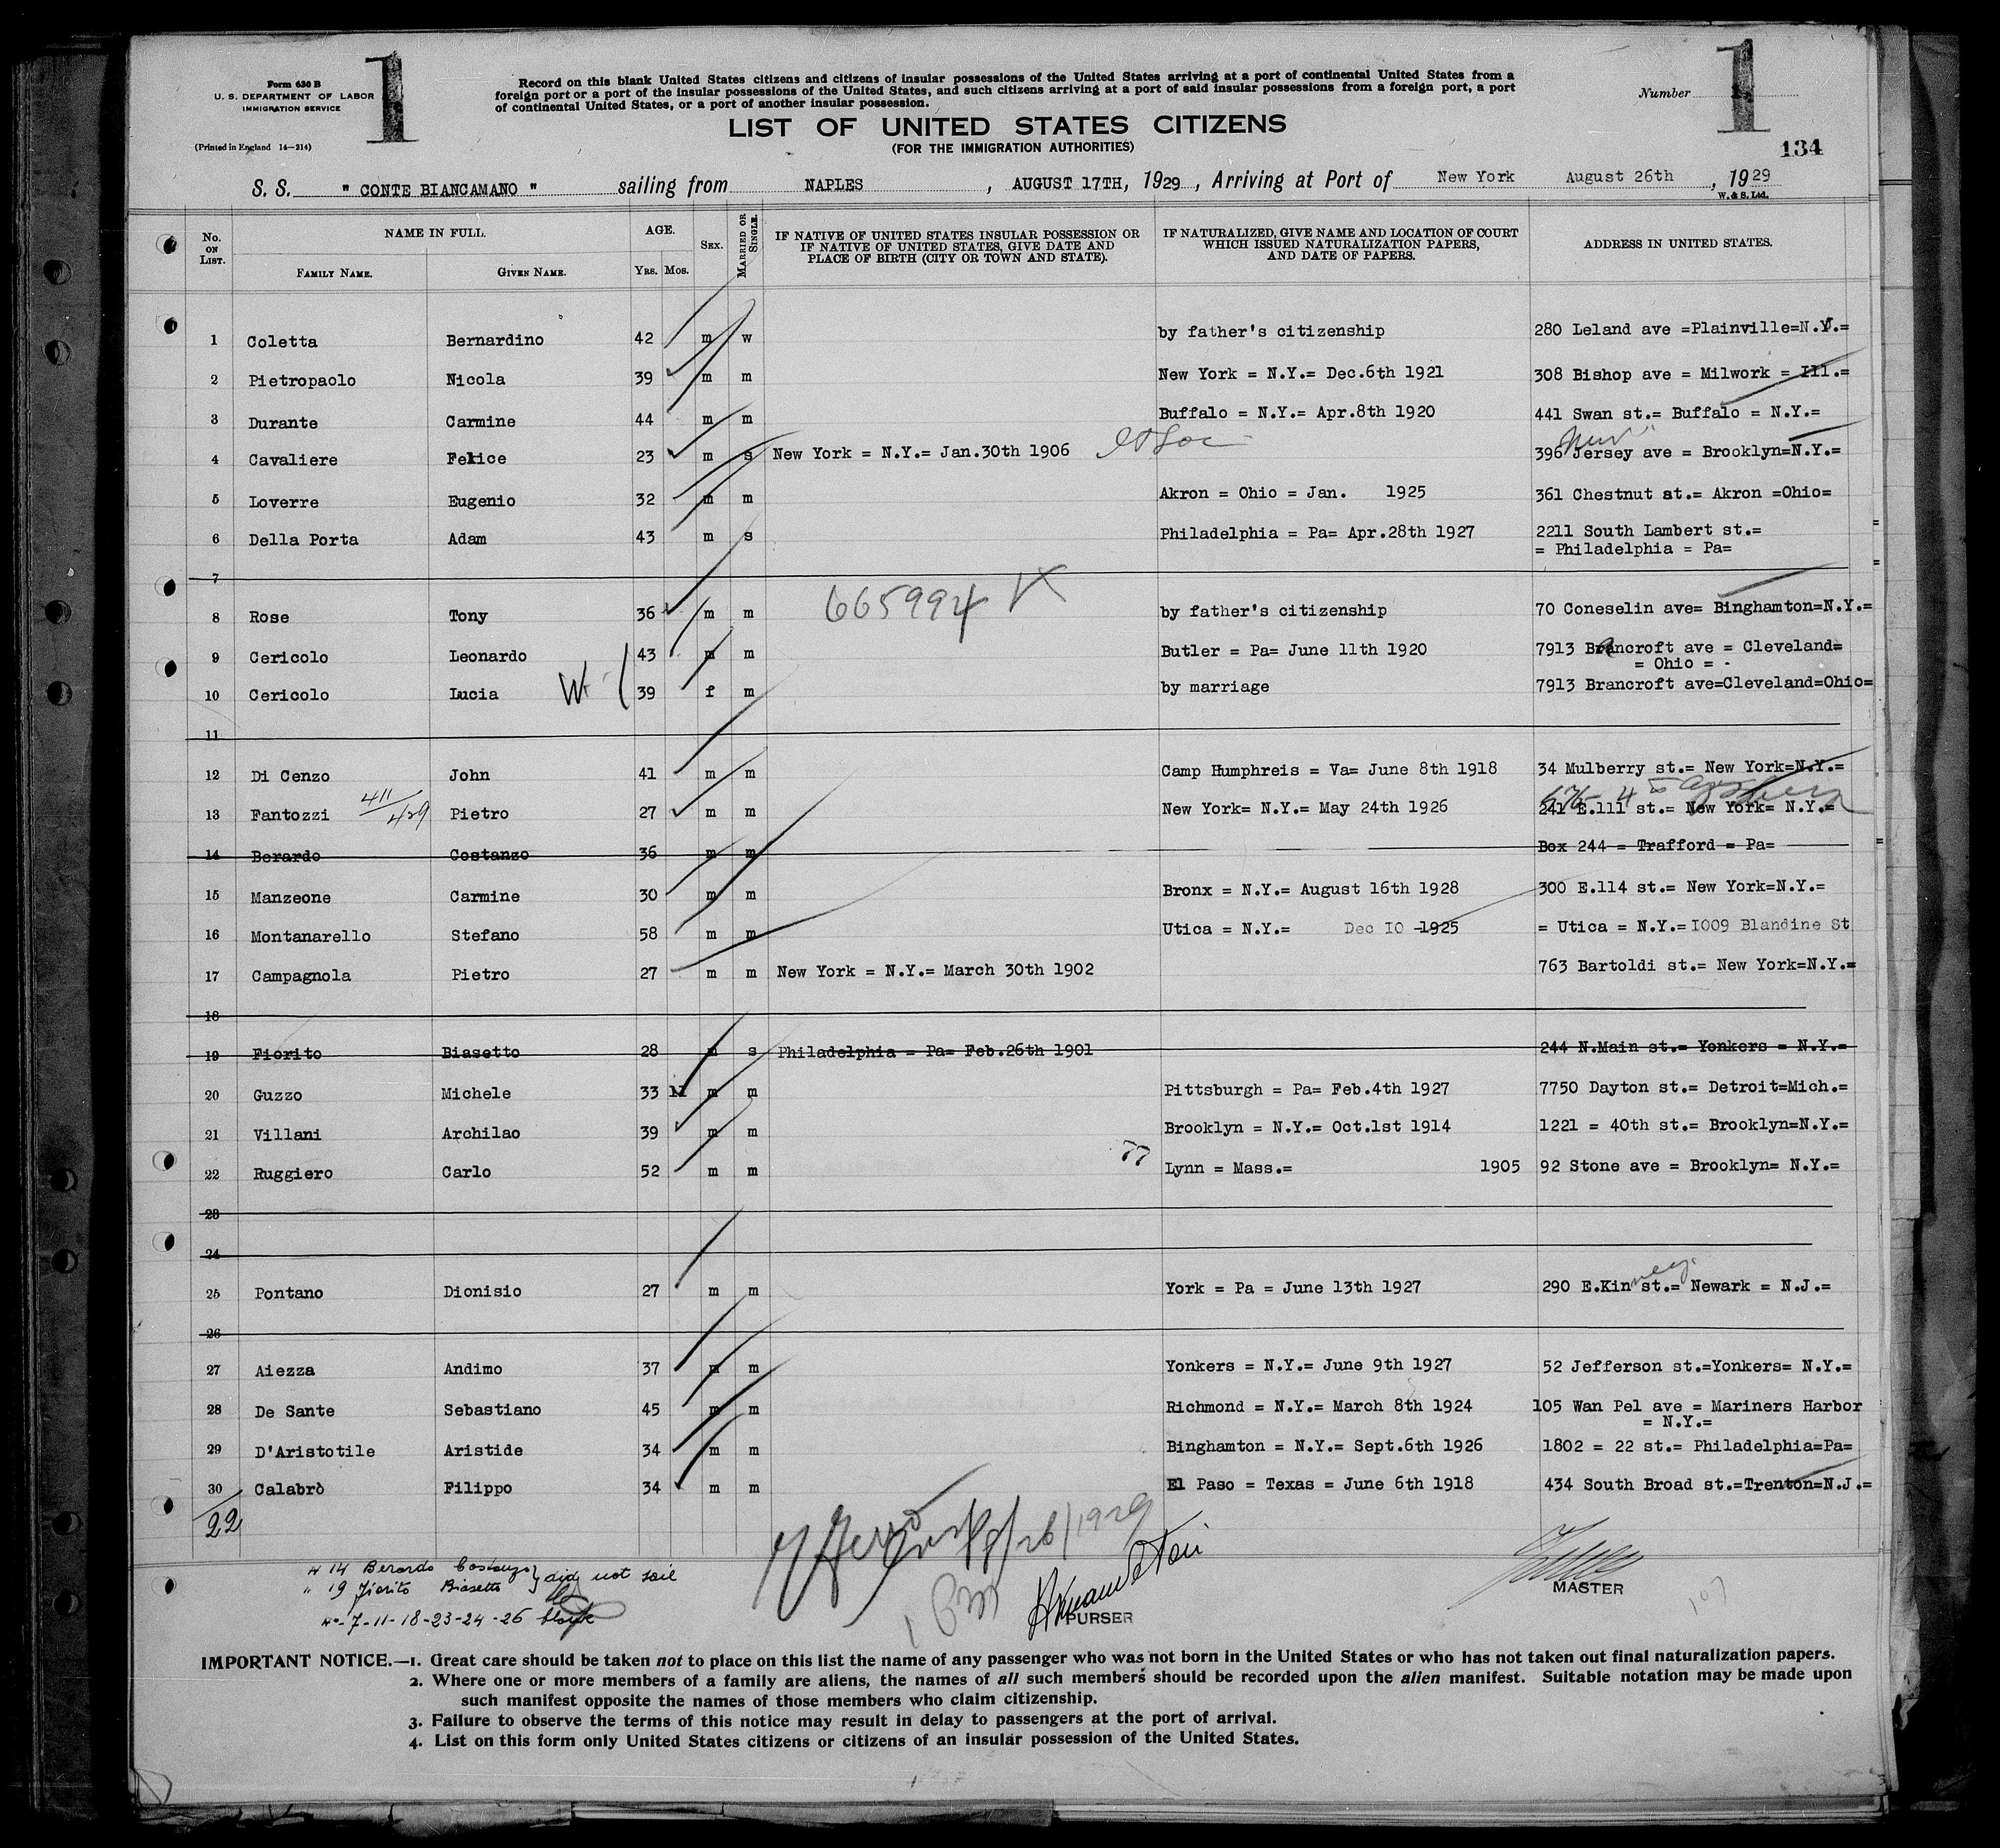 Form 630 B
U. S. DEPARTMENT OF LABOR
IMMIGRATION SERVICE
(Printed in England 14—214)
1
Record on this blank United States citizens and citizens of insular possessions of the United States arriving at a port of continental United States from a
foreign port or a port of the insular possessions of the United States, and such citizens arriving at a port of said insular possessions from a foreign port, a port
of continental United States, or a port of another insular possession.
Number 1
134
LIST OF UNITED STATES CITIZENS
(FOR THE IMMIGRATION AUTHORITIES)
S. S. " CONTE BIANCAMANO " sailing from NAPLES , AUGUST 17TH, 1929 , Arriving at Port of New York August 26th , 1929
W. & S. Ltd.
No. ON LIST. NAME IN FULL. FAMILY NAME. GIVEN NAME. AGE. YRS. MOS. SEX. MARRIED OR SINGLE. IF NATIVE OF UNITED STATES INSULAR POSSESSION OR IF NATIVE OF UNITED STATES, GIVE DATE AND PLACE OF BIRTH (CITY OR TOWN AND STATE). IF NATURALIZED, GIVE NAME AND LOCATION OF COURT WHICH ISSUED NATURALIZATION PAPERS, AND DATE OF PAPERS. ADDRESS IN UNITED STATES.
1 Coletta Bernardino 42 m w by father's citizenship 280 Leland ave =Plainville=N.J.=
2 Pietropaolo Nicola 39 m m New York = N.Y.= Dec.6th 1921 308 Bishop ave = Milwork = Ill.=
3 Durante Carmine 44 m m Buffalo = N.Y.= Apr.8th 1920 441 Swan st.= Buffalo = N.Y.=
4 Cavaliere Felice 23 m s New York = N.Y.= Jan.30th 1906 396 Jersey ave = Brooklyn=N.Y.=
5 Loverre Eugenio 32 m m Akron = Ohio = Jan. 1925 361 Chestnut st.= Akron =Ohio=
6 Della Porta Adam 43 m s Philadelphia = Pa= Apr.28th 1927 2211 South Lambert st.=
= Philadelphia = Pa=
7
665994
8 Rose Tony 36 m m by father's citizenship 70 Coneselin ave= Binghamton=N.Y.=
9 Cericolo Leonardo 43 m m Butler = Pa= June 11th 1920 7913 Brancroft ave = Cleveland=
= Ohio =
10 Cericolo Lucia W 39 f m by marriage 7913 Brancroft ave=Cleveland=Ohio=
11
12 Di Cenzo John 41 m m Camp Humphreis = Va= June 8th 1918 34 Mulberry st.= New York=N.Y.=
13 Fantozzi 411/429 Pietro 27 m m New York= N.Y.= May 24th 1926 241 E.111 st.= New York= N.Y.=
14 Berardo Costanzo 36 m m Box 244 = Trafford = Pa=
15 Manzeone Carmine 30 m m Bronx = N.Y.= August 16th 1928 300 E.114 st.= New York=N.Y.=
16 Montanarello Stefano 58 m m Utica = N.Y.= Dec 10 1925 = Utica = N.Y.= 1009 Blandine St
17 Campagnola Pietro 27 m m New York = N.Y.= March 30th 1902 763 Bartoldi st.= New York=N.Y.=
18
19 Fiorito Biasetto 28 m s Philadelphia = Pa= Feb.26th 1901 244 N.Main st.= Yonkers = N.Y.=
20 Guzzo Michele 33 11 m m Pittsburgh = Pa= Feb.4th 1927 7750 Dayton st.= Detroit=Mich.=
21 Villani Archilao 39 m m Brooklyn = N.Y.= Oct.1st 1914 1221 = 40th st.= Brooklyn=N.Y.=
22 Ruggiero Carlo 52 m m Lynn = Mass.= 1905 92 Stone ave = Brooklyn= N.Y.=
23
24
25 Pontano Dionisio 27 m m York = Pa = June 13th 1927 290 E.Kinney st.= Newark = N.J.=
26
27 Aiezza Andimo 37 m m Yonkers = N.Y.= June 9th 1927 52 Jefferson st.=Yonkers= N.Y.=
28 De Sante Sebastiano 45 m m Richmond = N.Y.= March 8th 1924 105 Wan Pel ave = Mariners Harbor
= N.Y.=
29 D'Aristotile Aristide 34 m m Binghamton = N.Y.= Sept.6th 1926 1802 = 22 st.= Philadelphia=Pa=
30 Calabrò Filippo 34 m m El Paso = Texas = June 6th 1918 434 South Broad st.=Trenton=N.J.=
22
8/26/1929
# 14 Berardo Costanzo } did not sail
" 19 Fiorito Biasetto
No- 7-11-18-23-24-26 blank
PURSER
MASTER
IMPORTANT NOTICE.—1. Great care should be taken not to place on this list the name of any passenger who was not born in the United States or who has not taken out final naturalization papers.
2. Where one or more members of a family are aliens, the names of all such members should be recorded upon the alien manifest. Suitable notation may be made upon
such manifest opposite the names of those members who claim citizenship.
3. Failure to observe the terms of this notice may result in delay to passengers at the port of arrival.
4. List on this form only United States citizens or citizens of an insular possession of the United States.